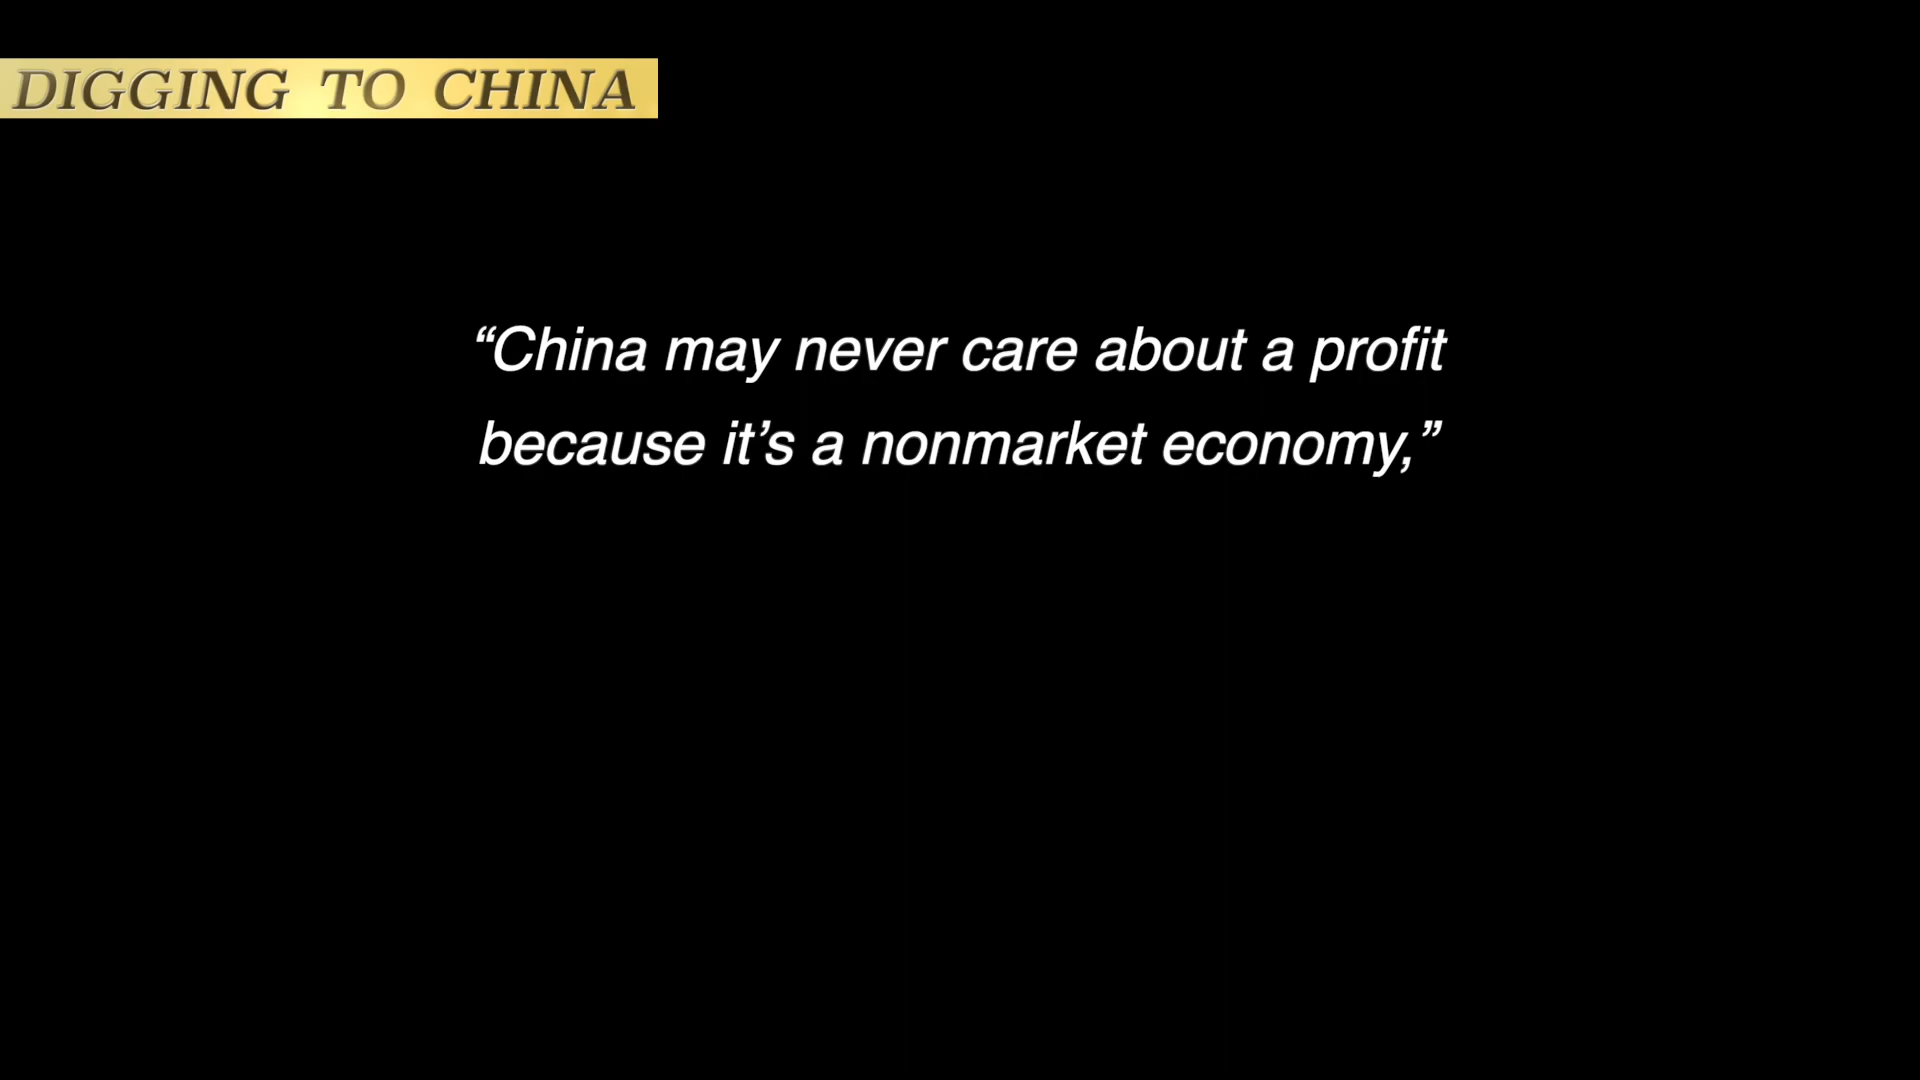 DIGGING TO CHINA
“China may never care about a profit
because it’s a nonmarket economy,”